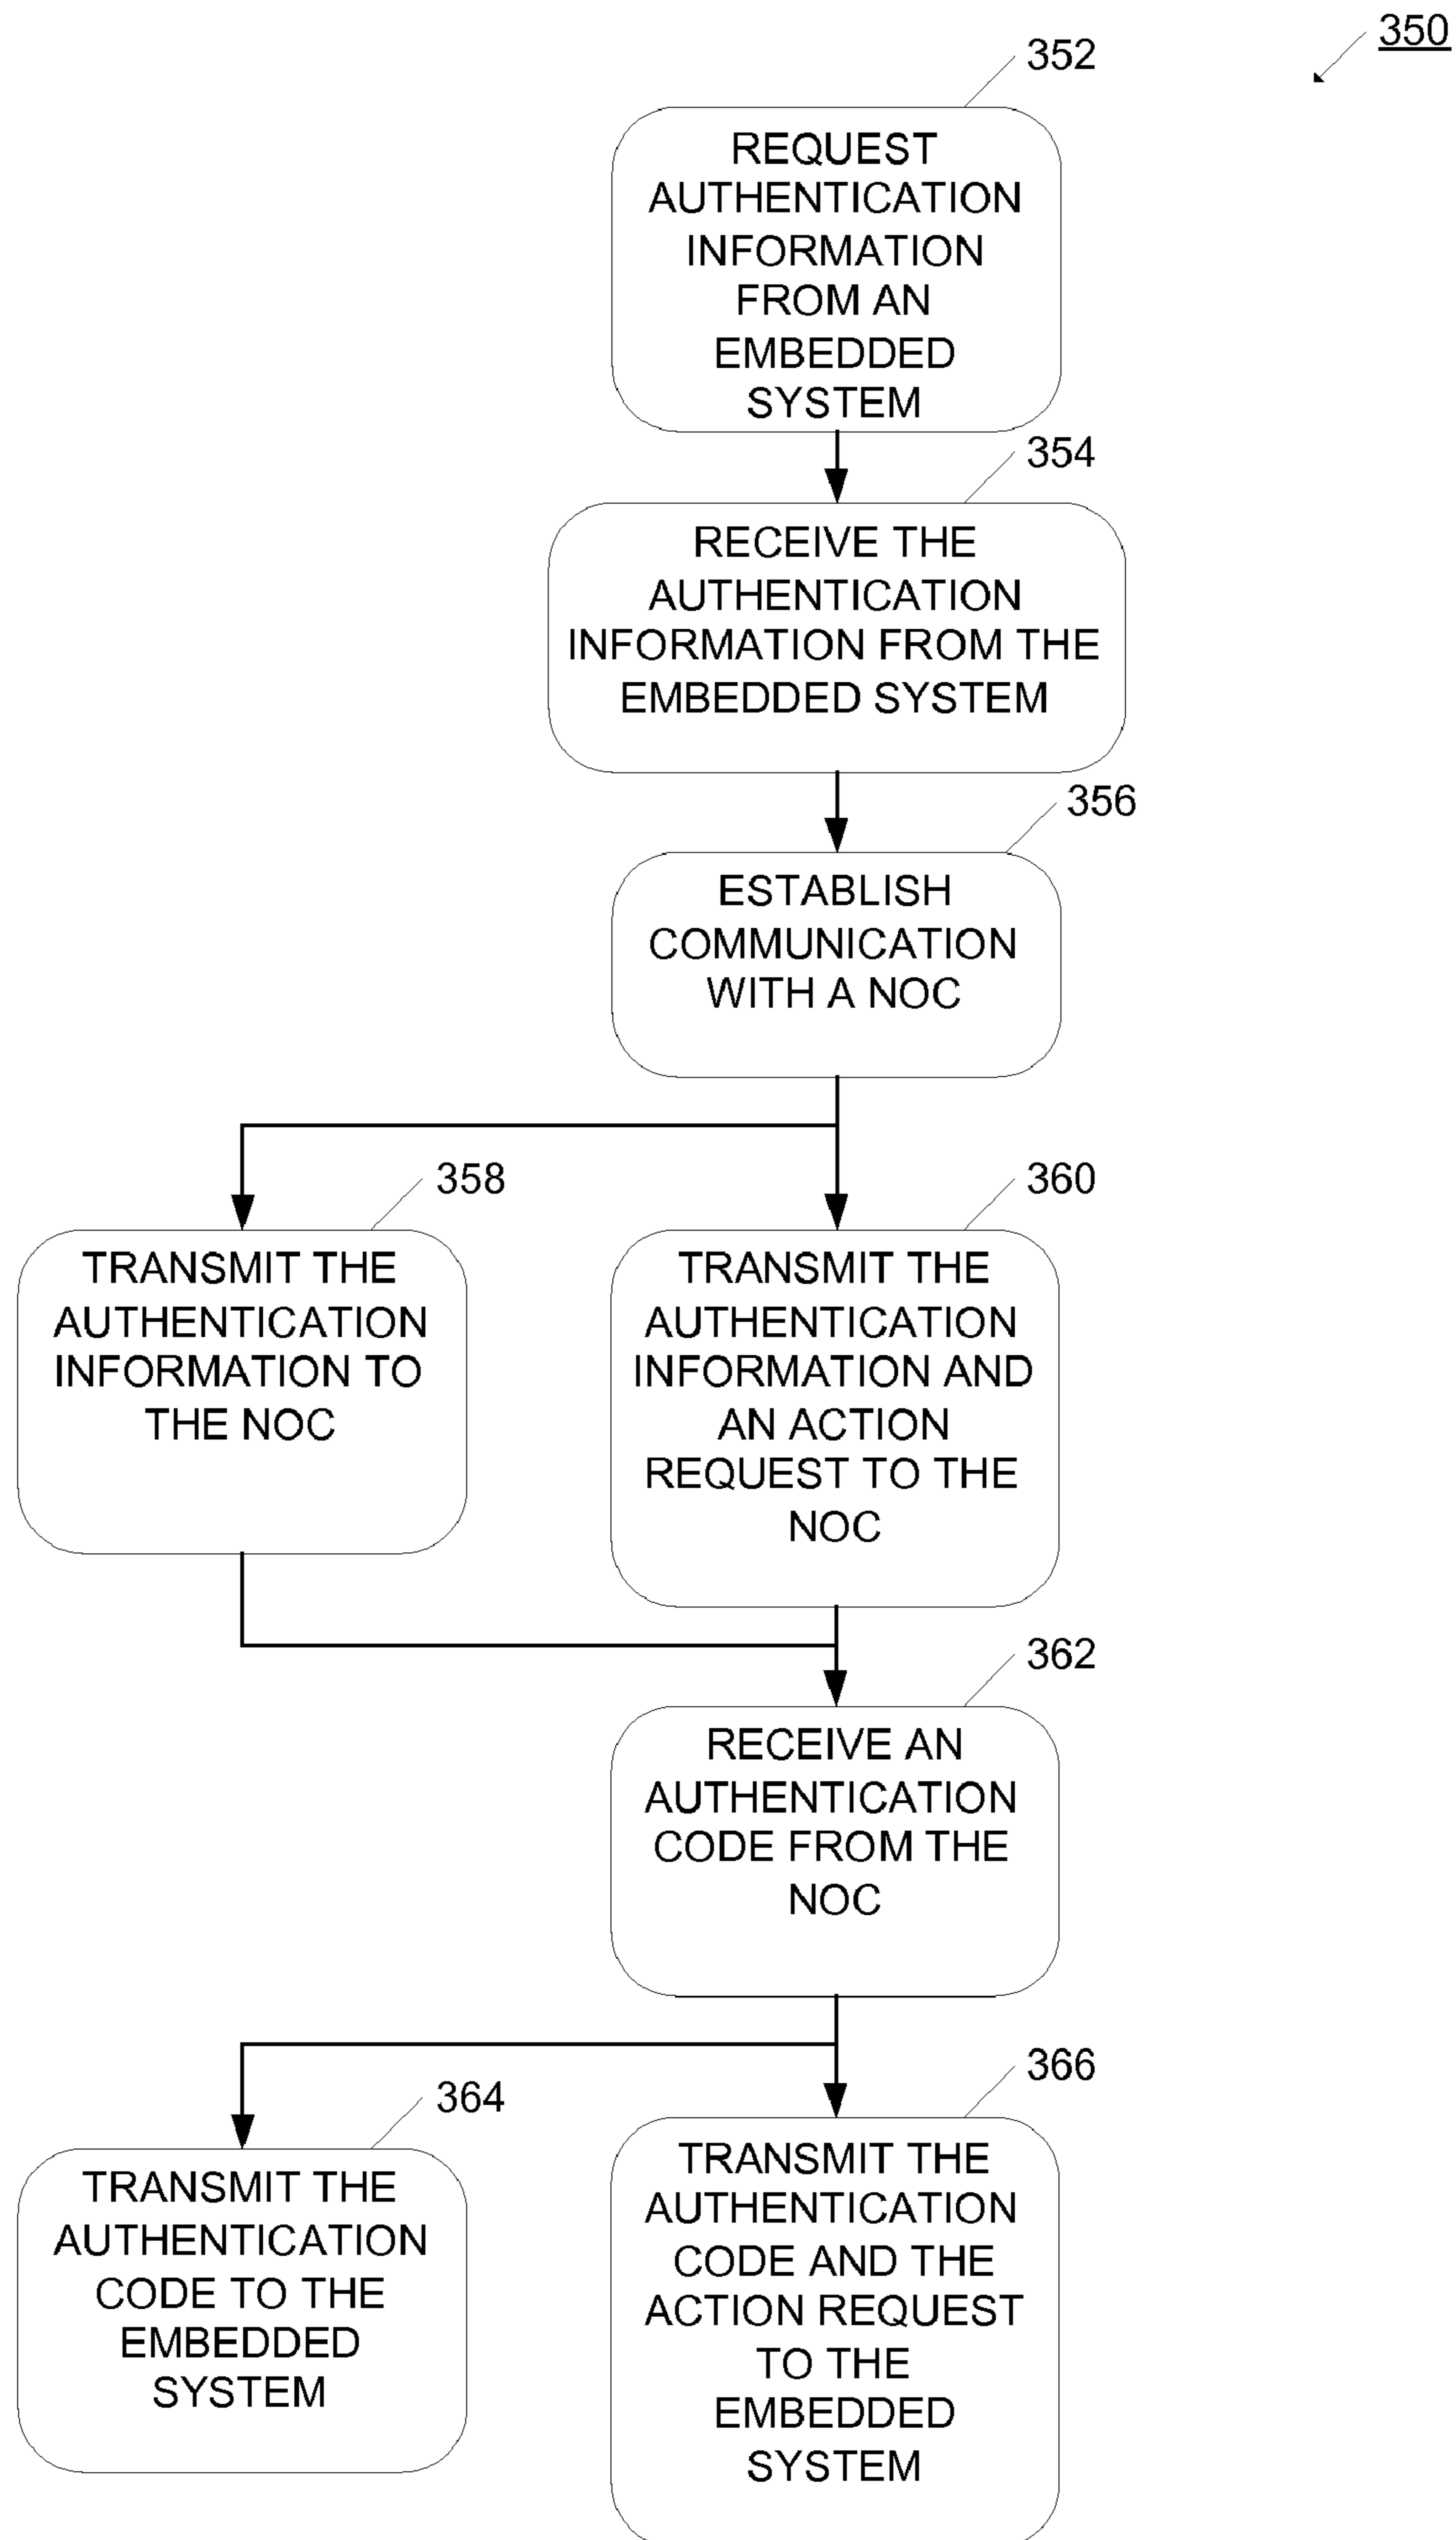 350
352
REQUEST
AUTHENTICATION
INFORMATION
FROM AN
EMBEDDED
SYSTEM
354
RECEIVE THE
AUTHENTICATION
INFORMATION FROM THE
EMBEDDED SYSTEM
356
ESTABLISH
COMMUNICATION
WITH A NOC
358
TRANSMIT THE
AUTHENTICATION
INFORMATION TO
THE NOC
360
TRANSMIT THE
AUTHENTICATION
INFORMATION AND
AN ACTION
REQUEST TO THE
NOC
362
RECEIVE AN
AUTHENTICATION
CODE FROM THE
NOC
364
TRANSMIT THE
AUTHENTICATION
CODE TO THE
EMBEDDED
SYSTEM
366
TRANSMIT THE
AUTHENTICATION
CODE AND THE
ACTION REQUEST
TO THE
EMBEDDED
SYSTEM